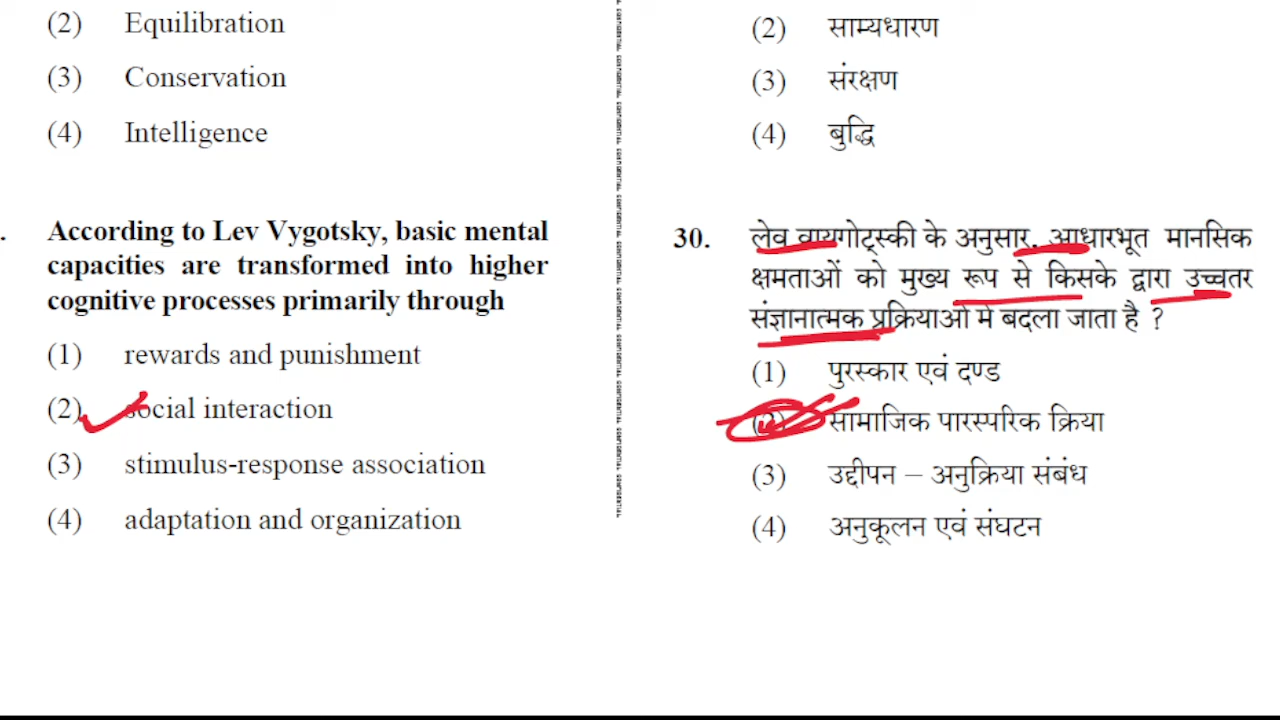 (2) Equilibration
(3) Conservation
(4) Intelligence
. According to Lev Vygotsky, basic mental
capacities are transformed into higher
cognitive processes primarily through
(1) rewards and punishment
(2) social interaction
(3) stimulus-response association
(4) adaptation and organization
(2) साम्यधारण
(3) संरक्षण
(4) बुद्धि
30. लेव वायगोट्स्की के अनुसार, आधारभूत मानसिक
क्षमताओं को मुख्य रूप से किसके द्वारा उच्चतर
संज्ञानात्मक प्रक्रियाओं में बदला जाता है ?
(1) पुरस्कार एवं दण्ड
(2) सामाजिक पारस्परिक क्रिया
(3) उद्दीपन – अनुक्रिया संबंध
(4) अनुकूलन एवं संघटन